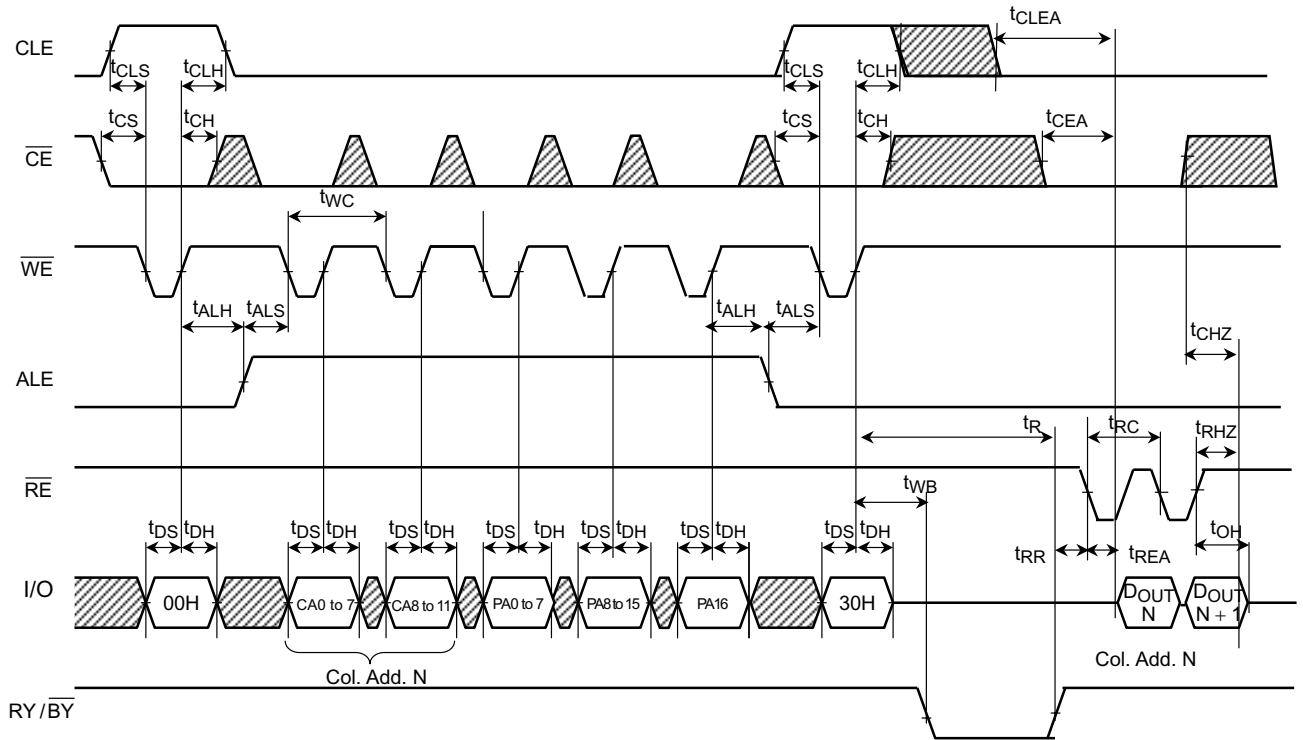 CLE
tCLS
tCLH
tCLS
tCLH
tCLEA
CE
tCS
tCH
tCS
tCH
tCEA
tWC
WE
tALH
tALS
tALH
tALS
tCHZ
ALE
tR
tRC
tRHZ
RE
tWB
tDS
tDH
tDS
tDH
tDS
tDH
tDS
tDH
tDS
tDH
tDS
tDH
tDS
tDH
tRR
tREA
tOH
I/O
00H
CA0 to 7
CA8 to 11
PA0 to 7
PA8 to 15
PA16
30H
DOUT
N
DOUT
N + 1
Col. Add. N
Col. Add. N
RY/BY